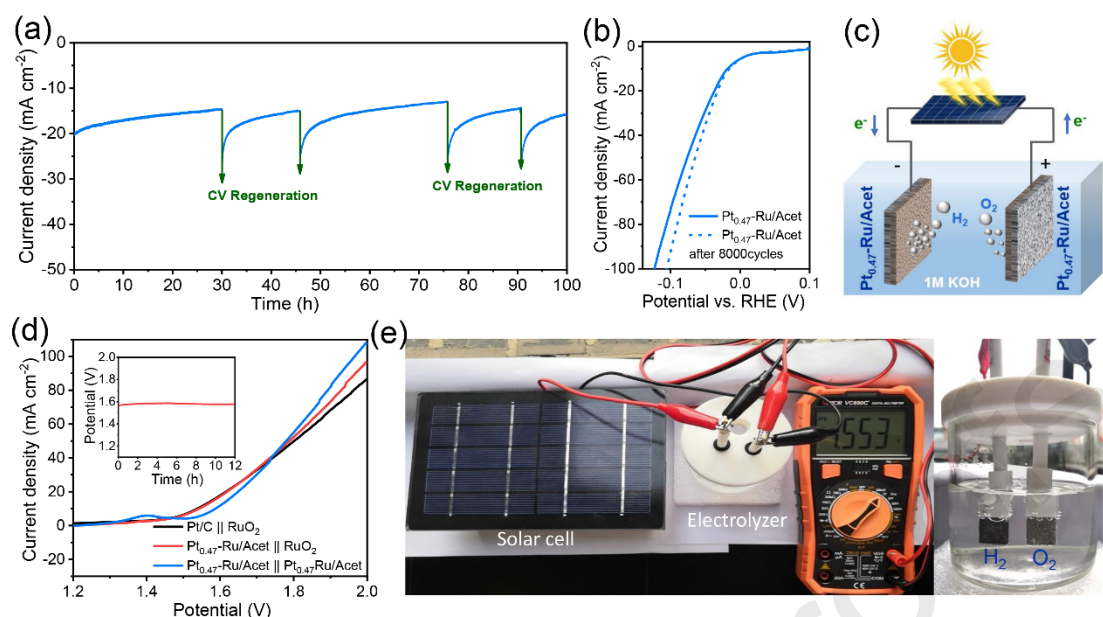 (a)
0
-10
-20
-30
-40
-50
Current density (mA cm⁻²)
CV Regeneration
CV Regeneration
0 10 20 30 40 50 60 70 80 90 100
Time (h)
(b)
0
-20
-40
-60
-80
-100
Current density (mA cm⁻²)
Pt₀.₄₇-Ru/Acet
Pt₀.₄₇-Ru/Acet
after 8000cycles
-0.1 0.0 0.1
Potential vs. RHE (V)
(c)
e⁻
e⁻
-
+
Pt₀.₄₇-Ru/Acet
H₂
O₂
Pt₀.₄₇-Ru/Acet
1M KOH
(d)
100
80
60
40
20
0
20
40
Current density (mA cm⁻²)
2.0
1.8
1.6
1.4
1.2
Potential (V)
0 2 4 6 8 10 12
Time (h)
Pt/C || RuO₂
Pt₀.₄₇-Ru/Acet || RuO₂
Pt₀.₄₇-Ru/Acet || Pt₀.₄₇Ru/Acet
1.2 1.4 1.6 1.8 2.0
Potential (V)
(e)
VC890C⁺
1.553
Solar cell
Electrolyzer
H₂ O₂